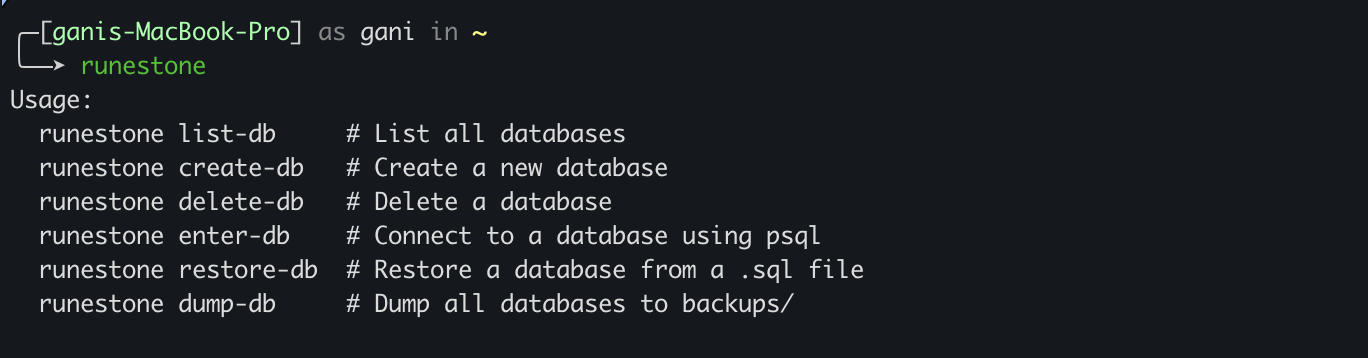 [ganis-MacBook-Pro] as gani in ~
runestone
Usage:
  runestone list-db     # List all databases
  runestone create-db   # Create a new database
  runestone delete-db   # Delete a database
  runestone enter-db    # Connect to a database using psql
  runestone restore-db  # Restore a database from a .sql file
  runestone dump-db     # Dump all databases to backups/